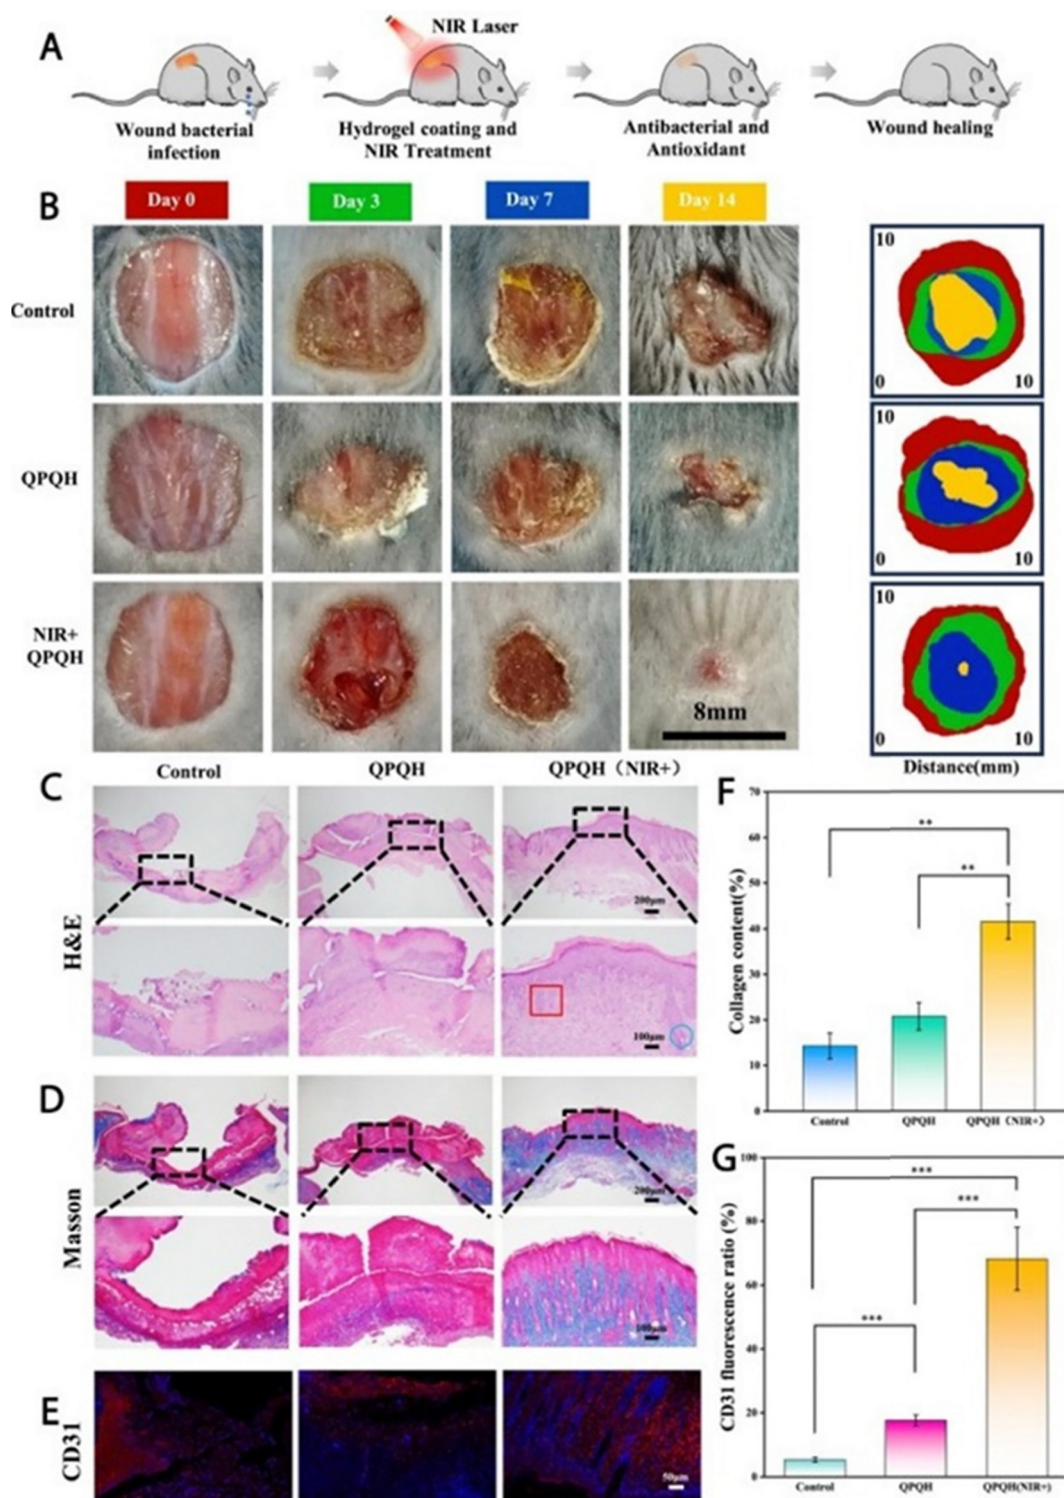 A
NIR Laser
Wound bacterial
infection
Hydrogel coating and
NIR Treatment
Antibacterial and
Antioxidant
Wound healing
B
Day 0
Day 3
Day 7
Day 14
Control
10
0
10
QPQH
10
0
10
NIR+
QPQH
8mm
10
0
10
Distance(mm)
Control
QPQH
QPQH（NIR+）
C
H&E
200μm
100μm
D
Masson
200μm
100μm
E
CD31
50μm
F
Collagen content(%)
70
60
50
40
30
20
10
0
**
**
Control
QPQH
QPQH（NIR+）
G
CD31 fluorescence ratio (%)
100
80
60
40
20
0
***
***
***
Control
QPQH
QPQH(NIR+)